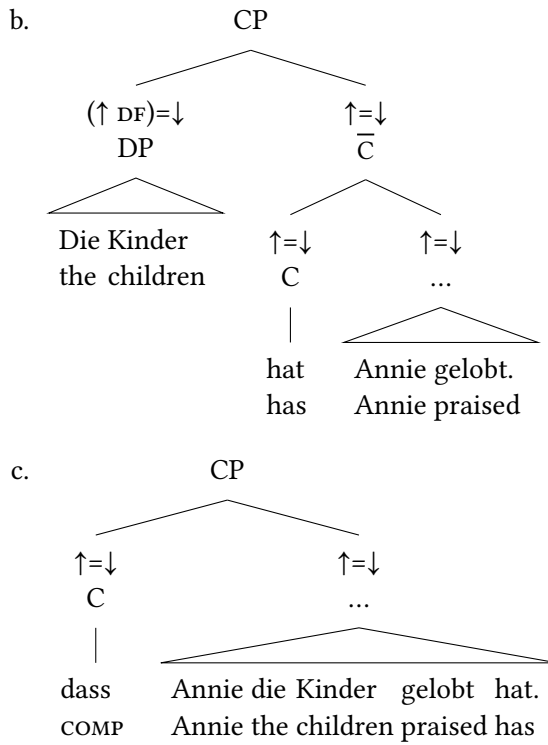 b. CP
(↑ DF)=↓ ↑=↓
DP C̅
Die Kinder ↑=↓ ↑=↓
the children C ...
hat Annie gelobt.
has Annie praised
c. CP
↑=↓ ↑=↓
C ...
dass Annie die Kinder gelobt hat.
COMP Annie the children praised has